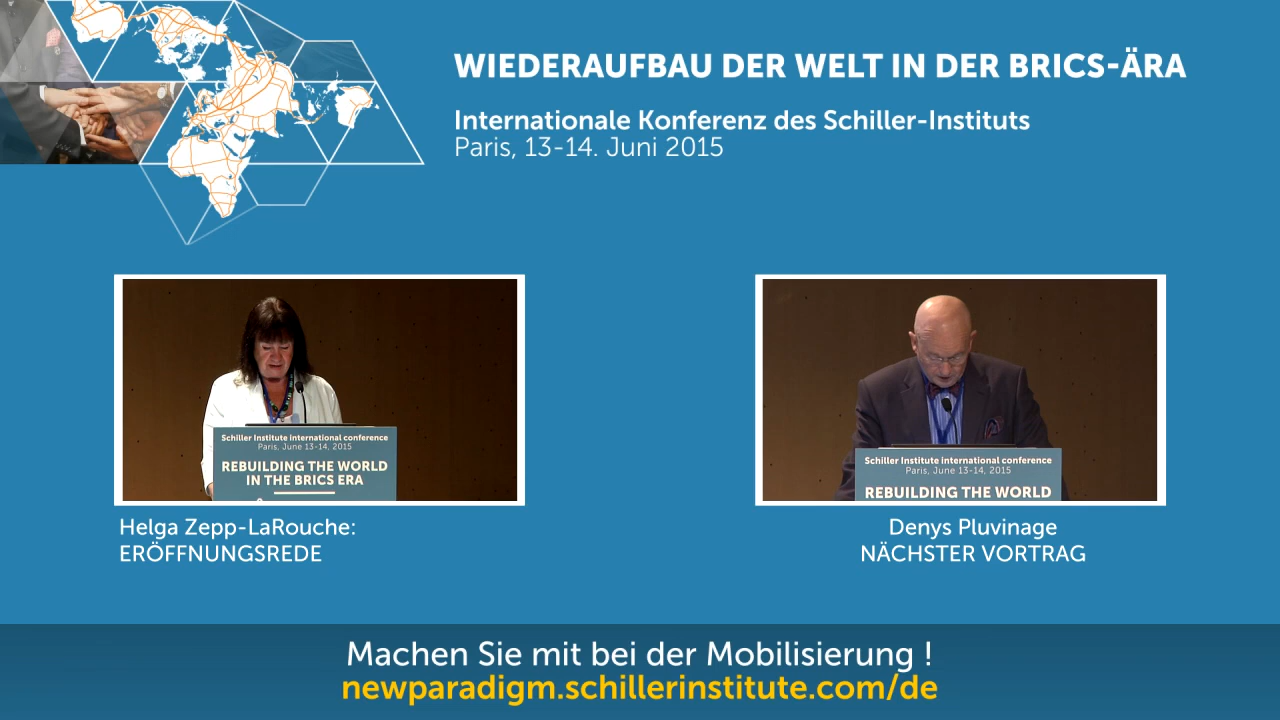 WIEDERAUFBAU DER WELT IN DER BRICS-ÄRA
Internationale Konferenz des Schiller-Instituts
Paris, 13-14. Juni 2015
Schiller Institute international conference
Paris, June 13-14, 2015
REBUILDING THE WORLD
IN THE BRICS ERA
Schiller Institute international conference
Paris, June 13-14, 2015
REBUILDING THE WORLD
Helga Zepp-LaRouche:
ERÖFFNUNGSREDE
Denys Pluvinage
NÄCHSTER VORTRAG
Machen Sie mit bei der Mobilisierung !
newparadigm.schillerinstitute.com/de